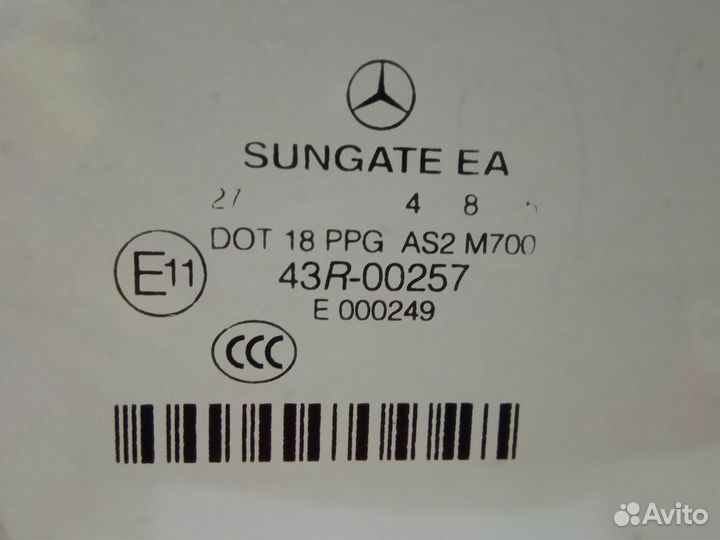 SUNGATE EA
4 8
DOT 18 PPG AS2 M700
E11
43R-00257
E 000249
CCC
Avito